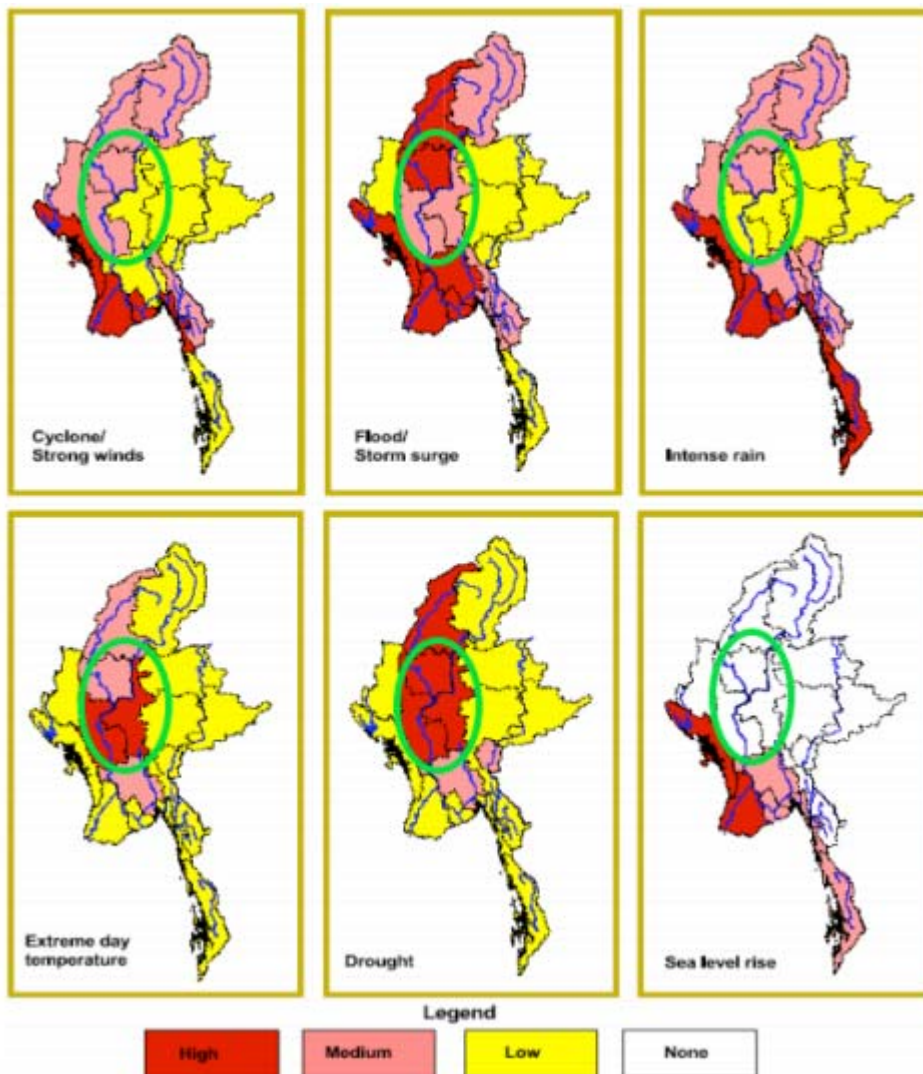 Cyclone/
Strong winds
Flood/
Storm surge
Intense rain
Extreme day
temperature
Drought
Sea level rise
Legend
High
Medium
Low
None